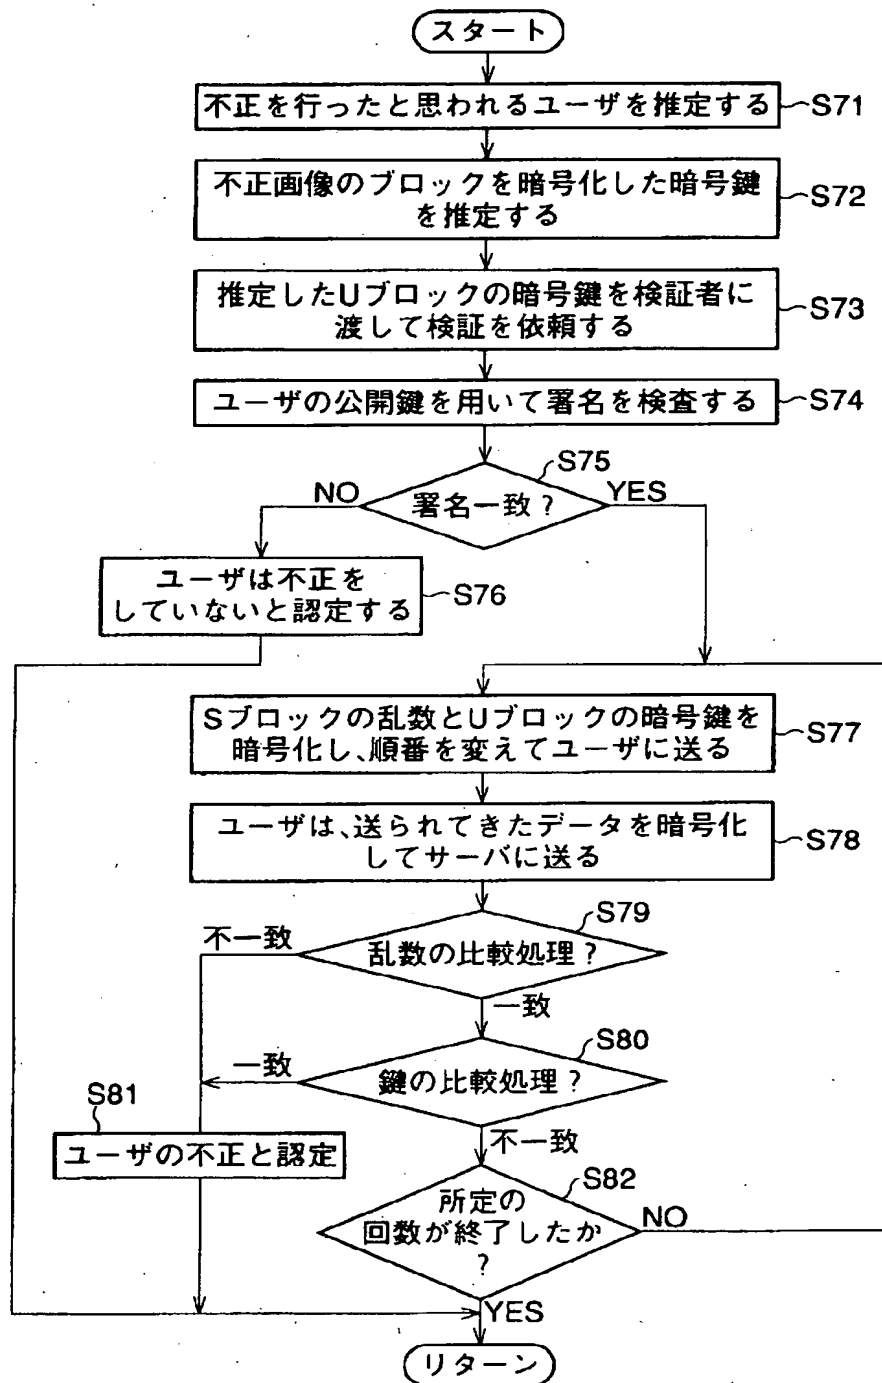 スタート
不正を行ったと思われるユーザを推定する
S71
不正画像のブロックを暗号化した暗号鍵
を推定する
S72
推定したUブロックの暗号鍵を検証者に
渡して検証を依頼する
S73
ユーザの公開鍵を用いて署名を検査する
S74
S75
署名一致?
NO
YES
ユーザは不正を
していないと認定する
S76
Sブロックの乱数とUブロックの暗号鍵を
暗号化し、順番を変えてユーザに送る
S77
ユーザは、送られてきたデータを暗号化
してサーバに送る
S78
S79
乱数の比較処理?
不一致
一致
S80
鍵の比較処理?
一致
不一致
S81
ユーザの不正と認定
S82
所定の
回数が終了したか
?
NO
YES
リターン